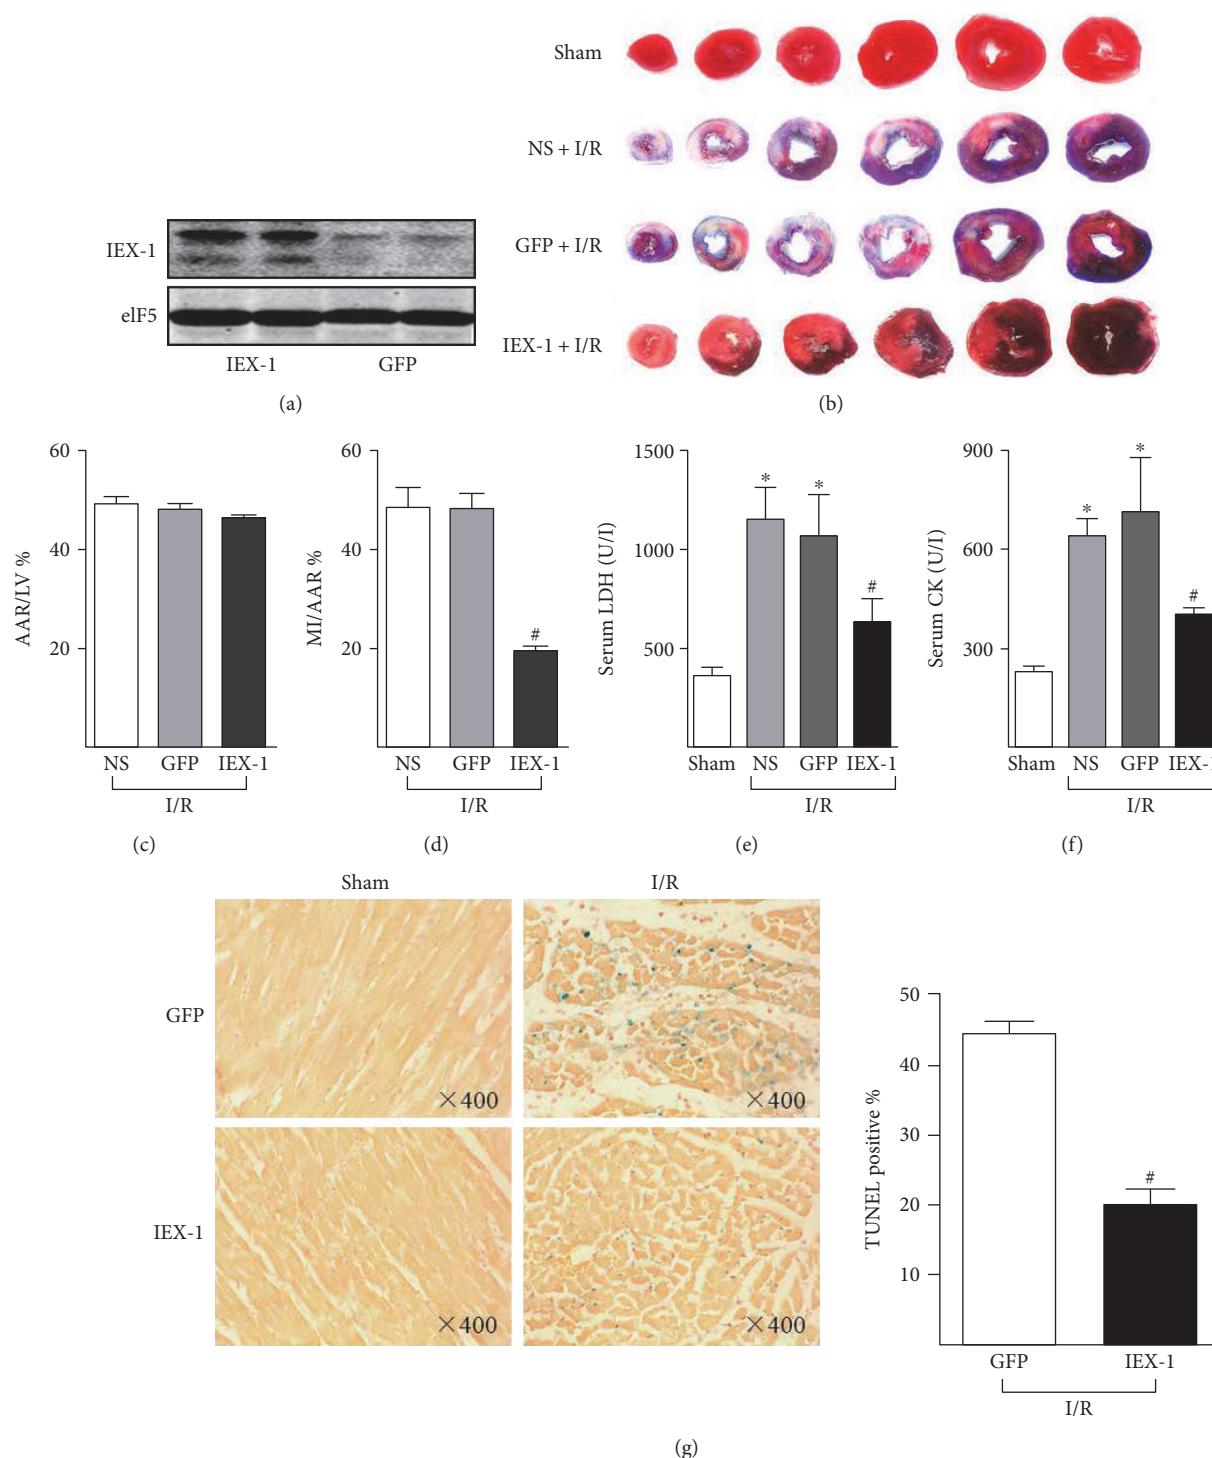 Sham
NS + I/R
GFP + I/R
IEX-1 + I/R
(b)
IEX-1
eIF5
IEX-1 GFP
(a)
60
40
20
AAR/LV %
NS GFP IEX-1
I/R
(c)
60
40
20
MI/AAR %
#
NS GFP IEX-1
I/R
(d)
1500
1000
500
Serum LDH (U/I)
* * #
Sham NS GFP IEX-1
I/R
(e)
900
600
300
Serum CK (U/I)
* * #
Sham NS GFP IEX-1
I/R
(f)
Sham I/R
GFP
×400 ×400
IEX-1
×400 ×400
50
40
30
20
10
TUNEL positive %
#
GFP IEX-1
I/R
(g)